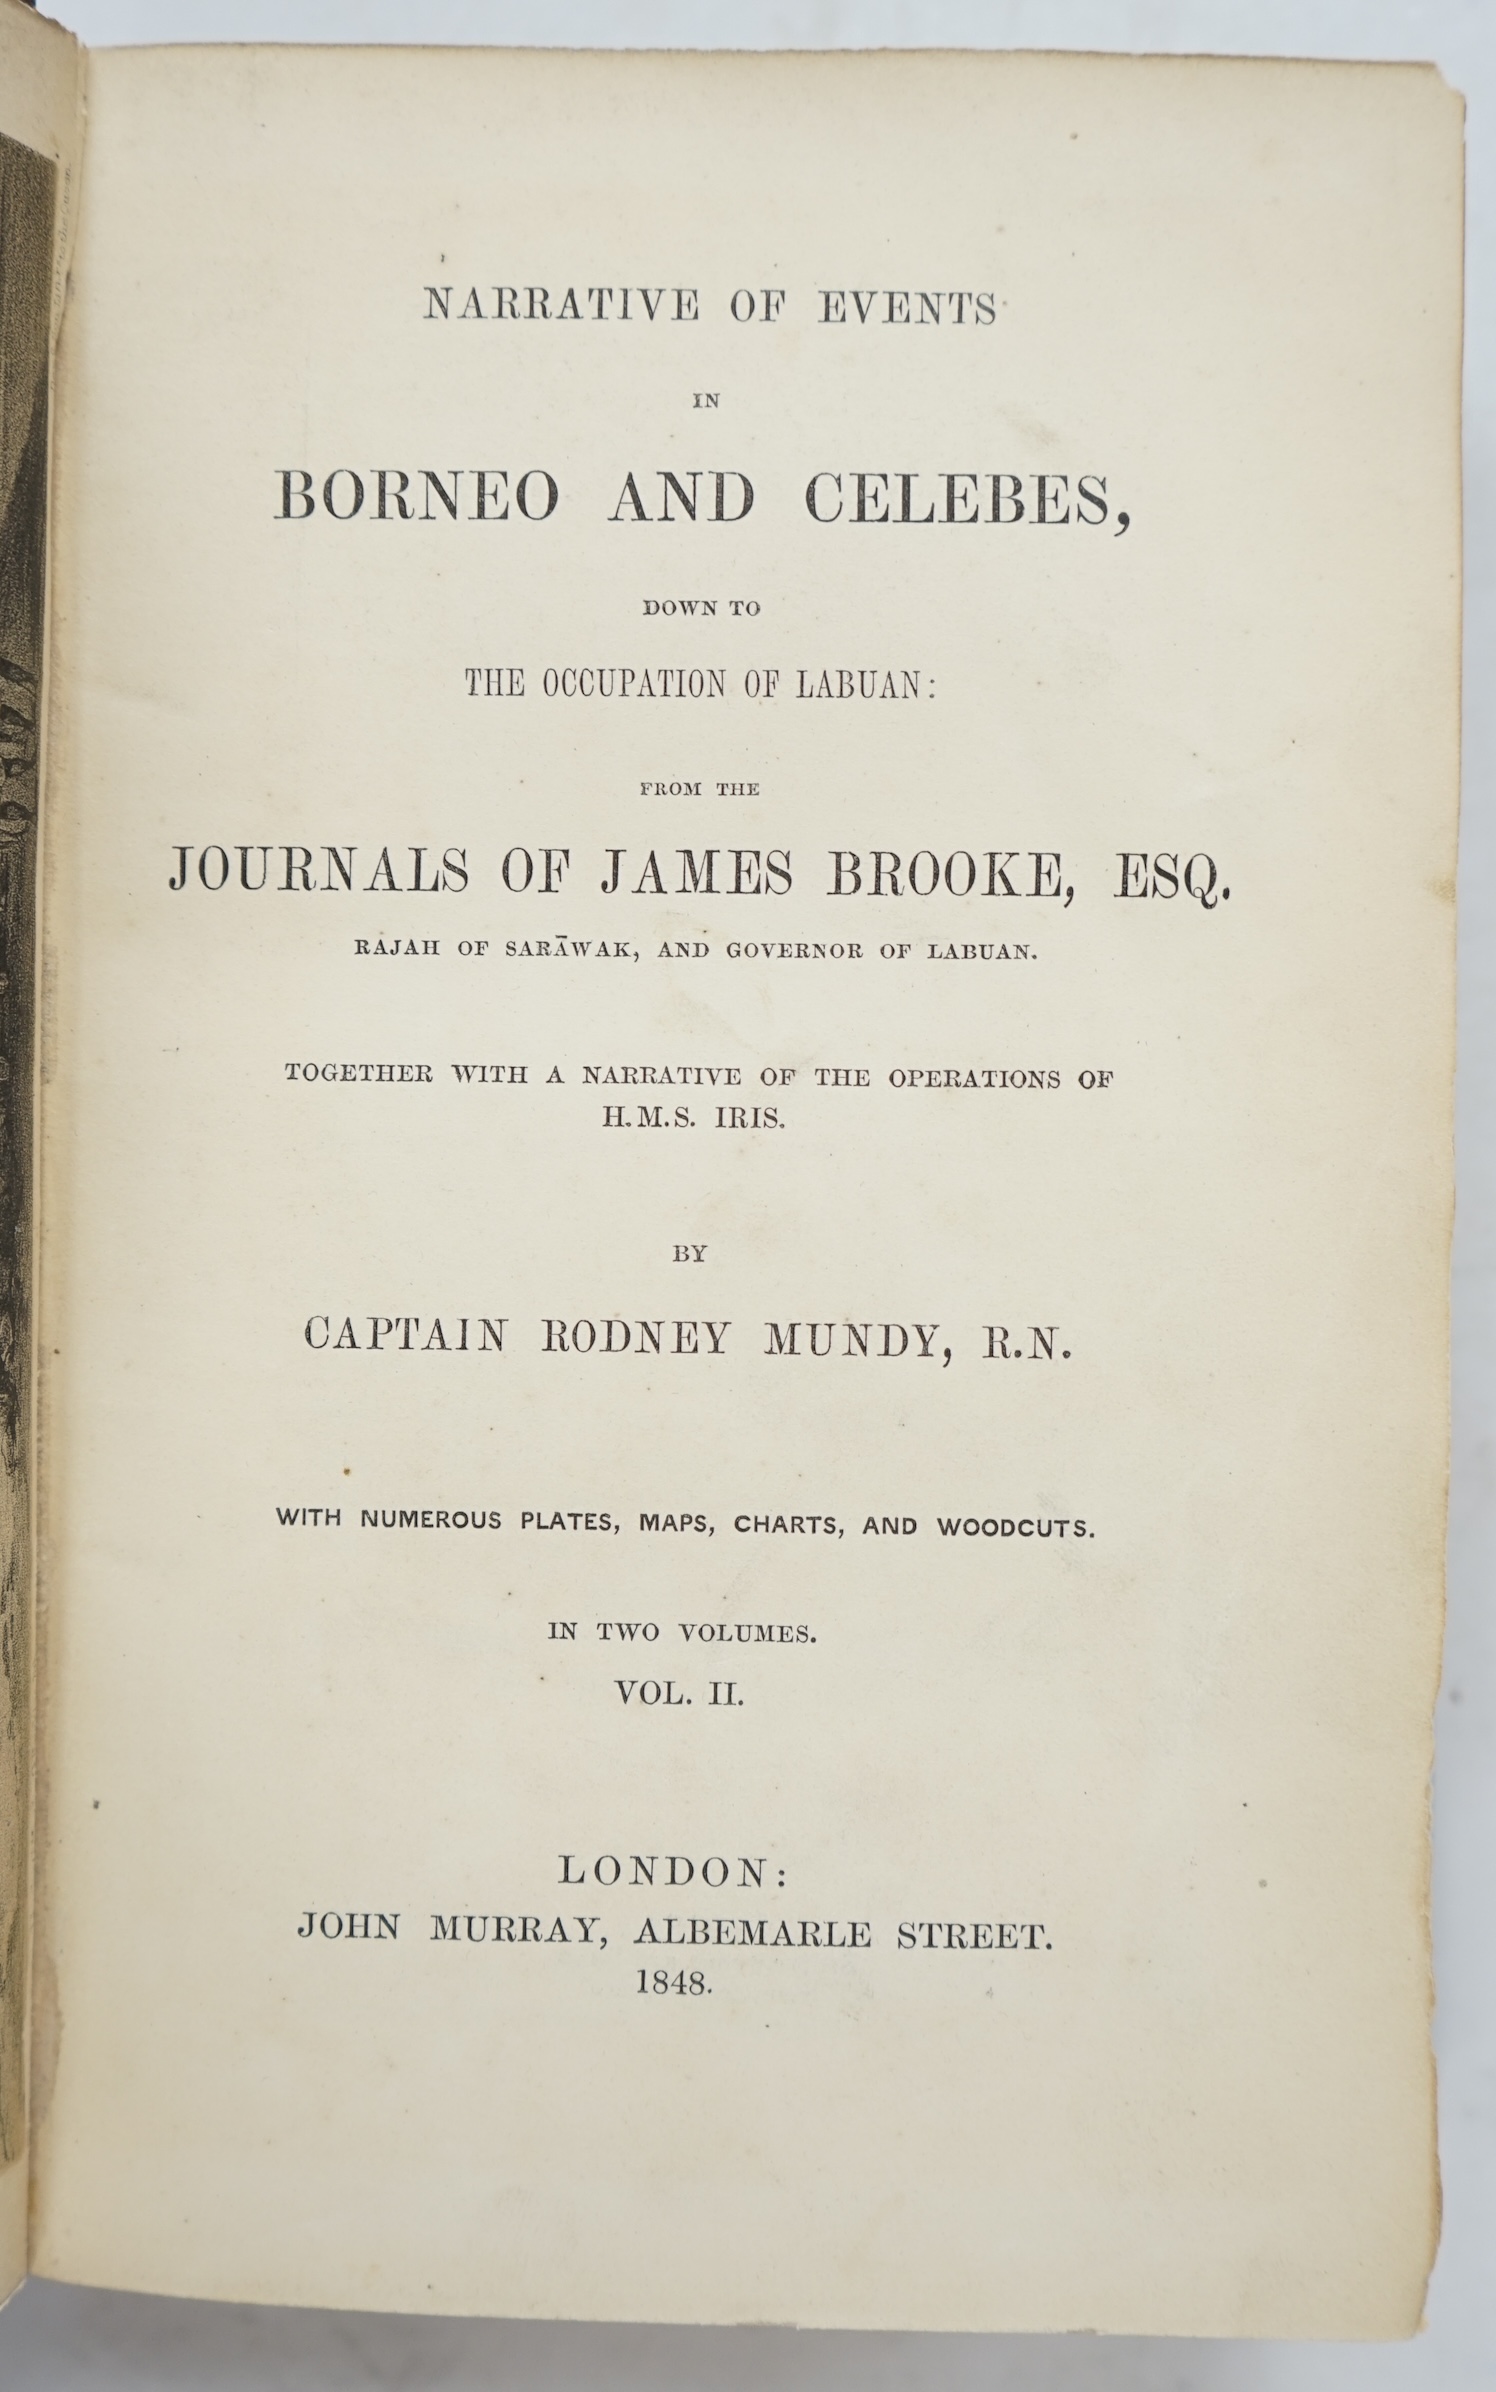 NARRATIVE OF EVENTS
IN
BORNEO AND CELEBES,
DOWN TO
THE OCCUPATION OF LABUAN:
FROM THE
JOURNALS OF JAMES BROOKE, ESQ.
RAJAH OF SARĀWAK, AND GOVERNOR OF LABUAN.
TOGETHER WITH A NARRATIVE OF THE OPERATIONS OF
H.M.S. IRIS.
BY
CAPTAIN RODNEY MUNDY, R.N.
WITH NUMEROUS PLATES, MAPS, CHARTS, AND WOODCUTS.
IN TWO VOLUMES.
VOL. II.
LONDON:
JOHN MURRAY, ALBEMARLE STREET.
1848.